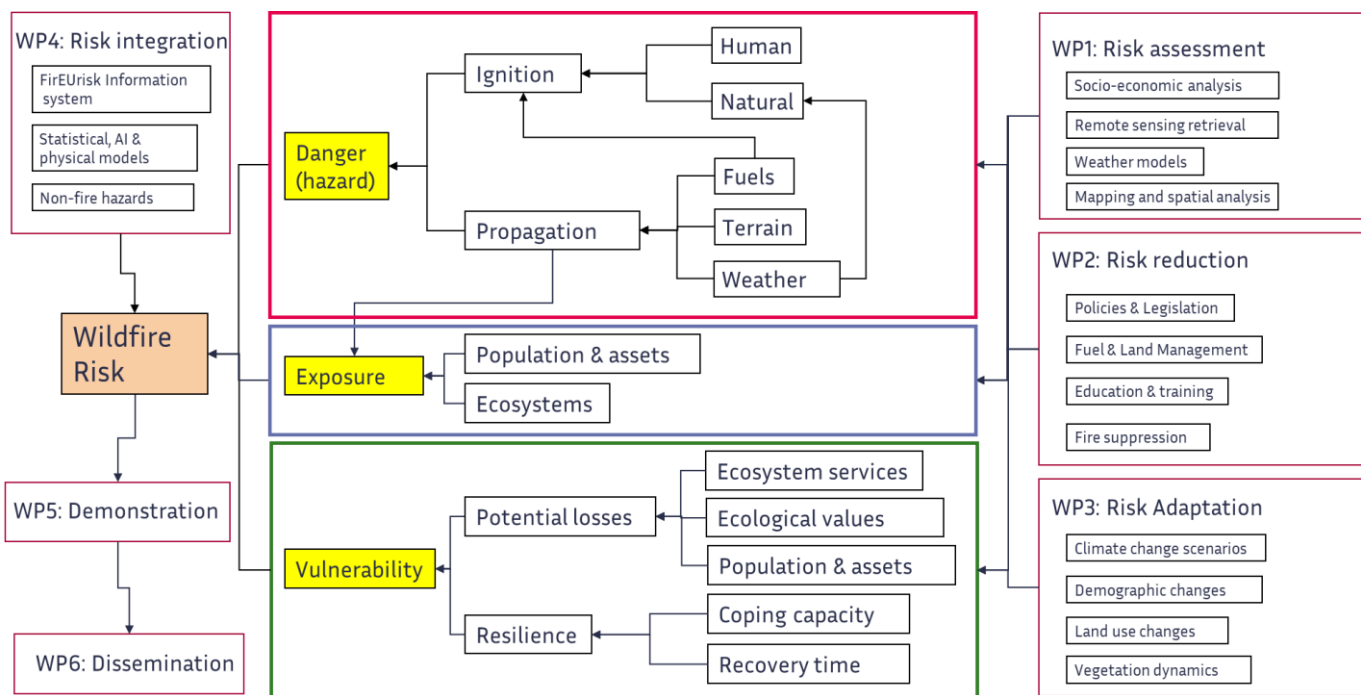 WP4: Risk integration
FirEUrisk Information
system
Statistical, AI &
physical models
Non-fire hazards
Wildfire
Risk
WP5: Demonstration
WP6: Dissemination
Danger
(hazard)
Ignition
Human
Natural
Propagation
Fuels
Terrain
Weather
Exposure
Population & assets
Ecosystems
Vulnerability
Potential losses
Ecosystem services
Ecological values
Population & assets
Resilience
Coping capacity
Recovery time
WP1: Risk assessment
Socio-economic analysis
Remote sensing retrieval
Weather models
Mapping and spatial analysis
WP2: Risk reduction
Policies & Legislation
Fuel & Land Management
Education & training
Fire suppression
WP3: Risk Adaptation
Climate change scenarios
Demographic changes
Land use changes
Vegetation dynamics